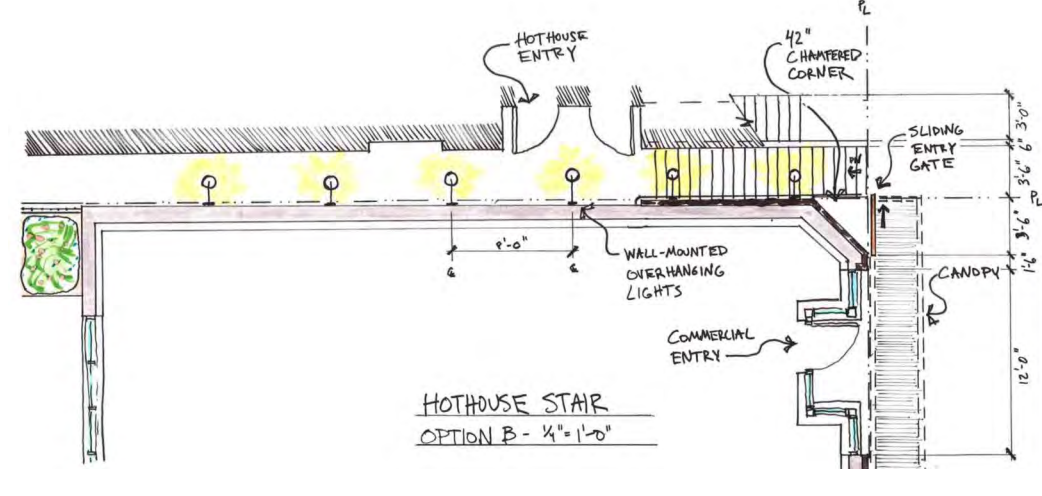 PL
HOTHOUSE
ENTRY
42"
CHAMFERED
CORNER
3'-0"
6"
SLIDING
ENTRY
GATE
3'-6"
PL
3'-6"
1'-6"
8'-0"
WALL-MOUNTED
OVERHANGING
LIGHTS
CANOPY
COMMERCIAL
ENTRY
12'-0"
HOTHOUSE STAIR
OPTION B - 1/4"=1'-0"